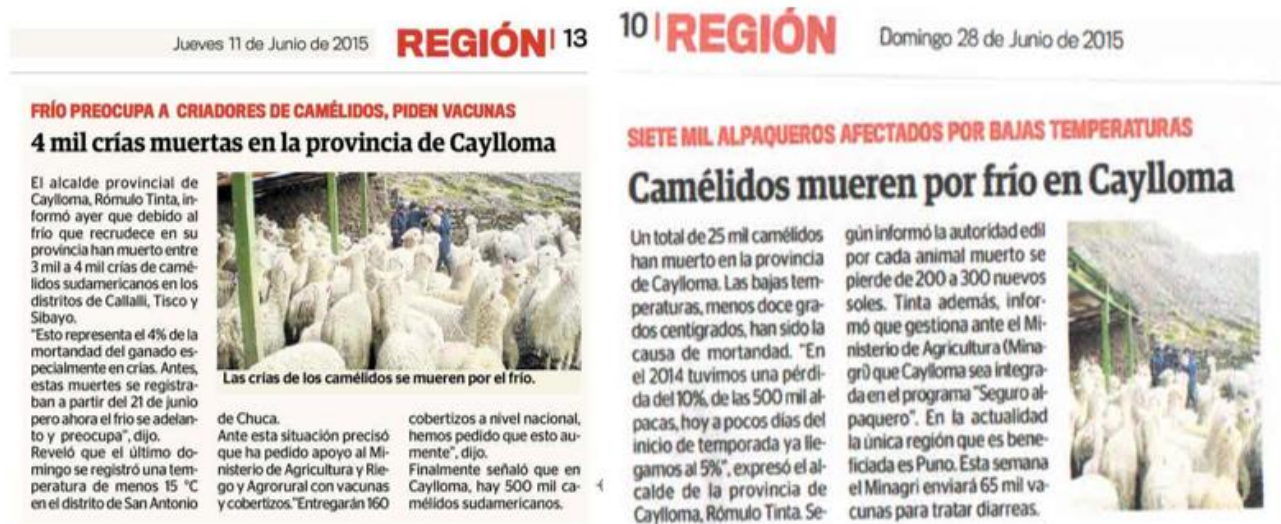 Jueves 11 de Junio de 2015 REGIÓN 13
FRÍO PREOCUPA A CRIADORES DE CAMÉLIDOS, PIDEN VACUNAS
4 mil crías muertas en la provincia de Caylloma
El alcalde provincial de
Caylloma, Rómulo Tinta, in-
formó ayer que debido al
frío que recrudece en su
provincia han muerto entre
3 mil a 4 mil crías de camé-
lidos sudamericanos en los
distritos de Callalli, Tisco y
Sibayo.
"Esto representa el 4% de la
mortandad del ganado es-
pecialmente en crías. Antes,
estas muertes se registra-
ban a partir del 21 de junio
pero ahora el frio se adelan-
to y preocupa", dijo.
Reveló que el último do-
mingo se registró una tem-
peratura de menos 15 °C
en el distrito de San Antonio
Las crías de los camélidos se mueren por el frío.
de Chuca.
Ante esta situación precisó
que ha pedido apoyo al Mi-
nisterio de Agricultura y Rie-
go y Agrorural con vacunas
y cobertizos. "Entregarán 160
cobertizos a nivel nacional,
hemos pedido que esto au-
mente", dijo.
Finalmente señaló que en
Caylloma, hay 500 mil ca-
mélidos sudamericanos.
10 REGIÓN Domingo 28 de Junio de 2015
SIETE MIL ALPAQUEROS AFECTADOS POR BAJAS TEMPERATURAS
Camélidos mueren por frío en Caylloma
Un total de 25 mil camélidos
han muerto en la provincia
de Caylloma. Las bajas tem-
peraturas, menos doce gra-
dos centigrados, han sido la
causa de mortandad. "En
el 2014 tuvimos una pérdi-
da del 10%, de las 500 mil al-
pacas, hoy a pocos días del
inicio de temporada ya lle-
gamos al 5%", expresó el al-
calde de la provincia de
Caylloma, Rómulo Tinta. Se-
gún informó la autoridad edil
por cada animal muerto se
pierde de 200 a 300 nuevos
soles. Tinta además, infor-
mó que gestiona ante el Mi-
nisterio de Agricultura (Mina-
gri) que Caylloma sea integra-
da en el programa "Seguro al-
paquero". En la actualidad
la única región que es bene-
ficiada es Puno. Esta semana
el Minagri enviará 65 mil va-
cunas para tratar diarreas.